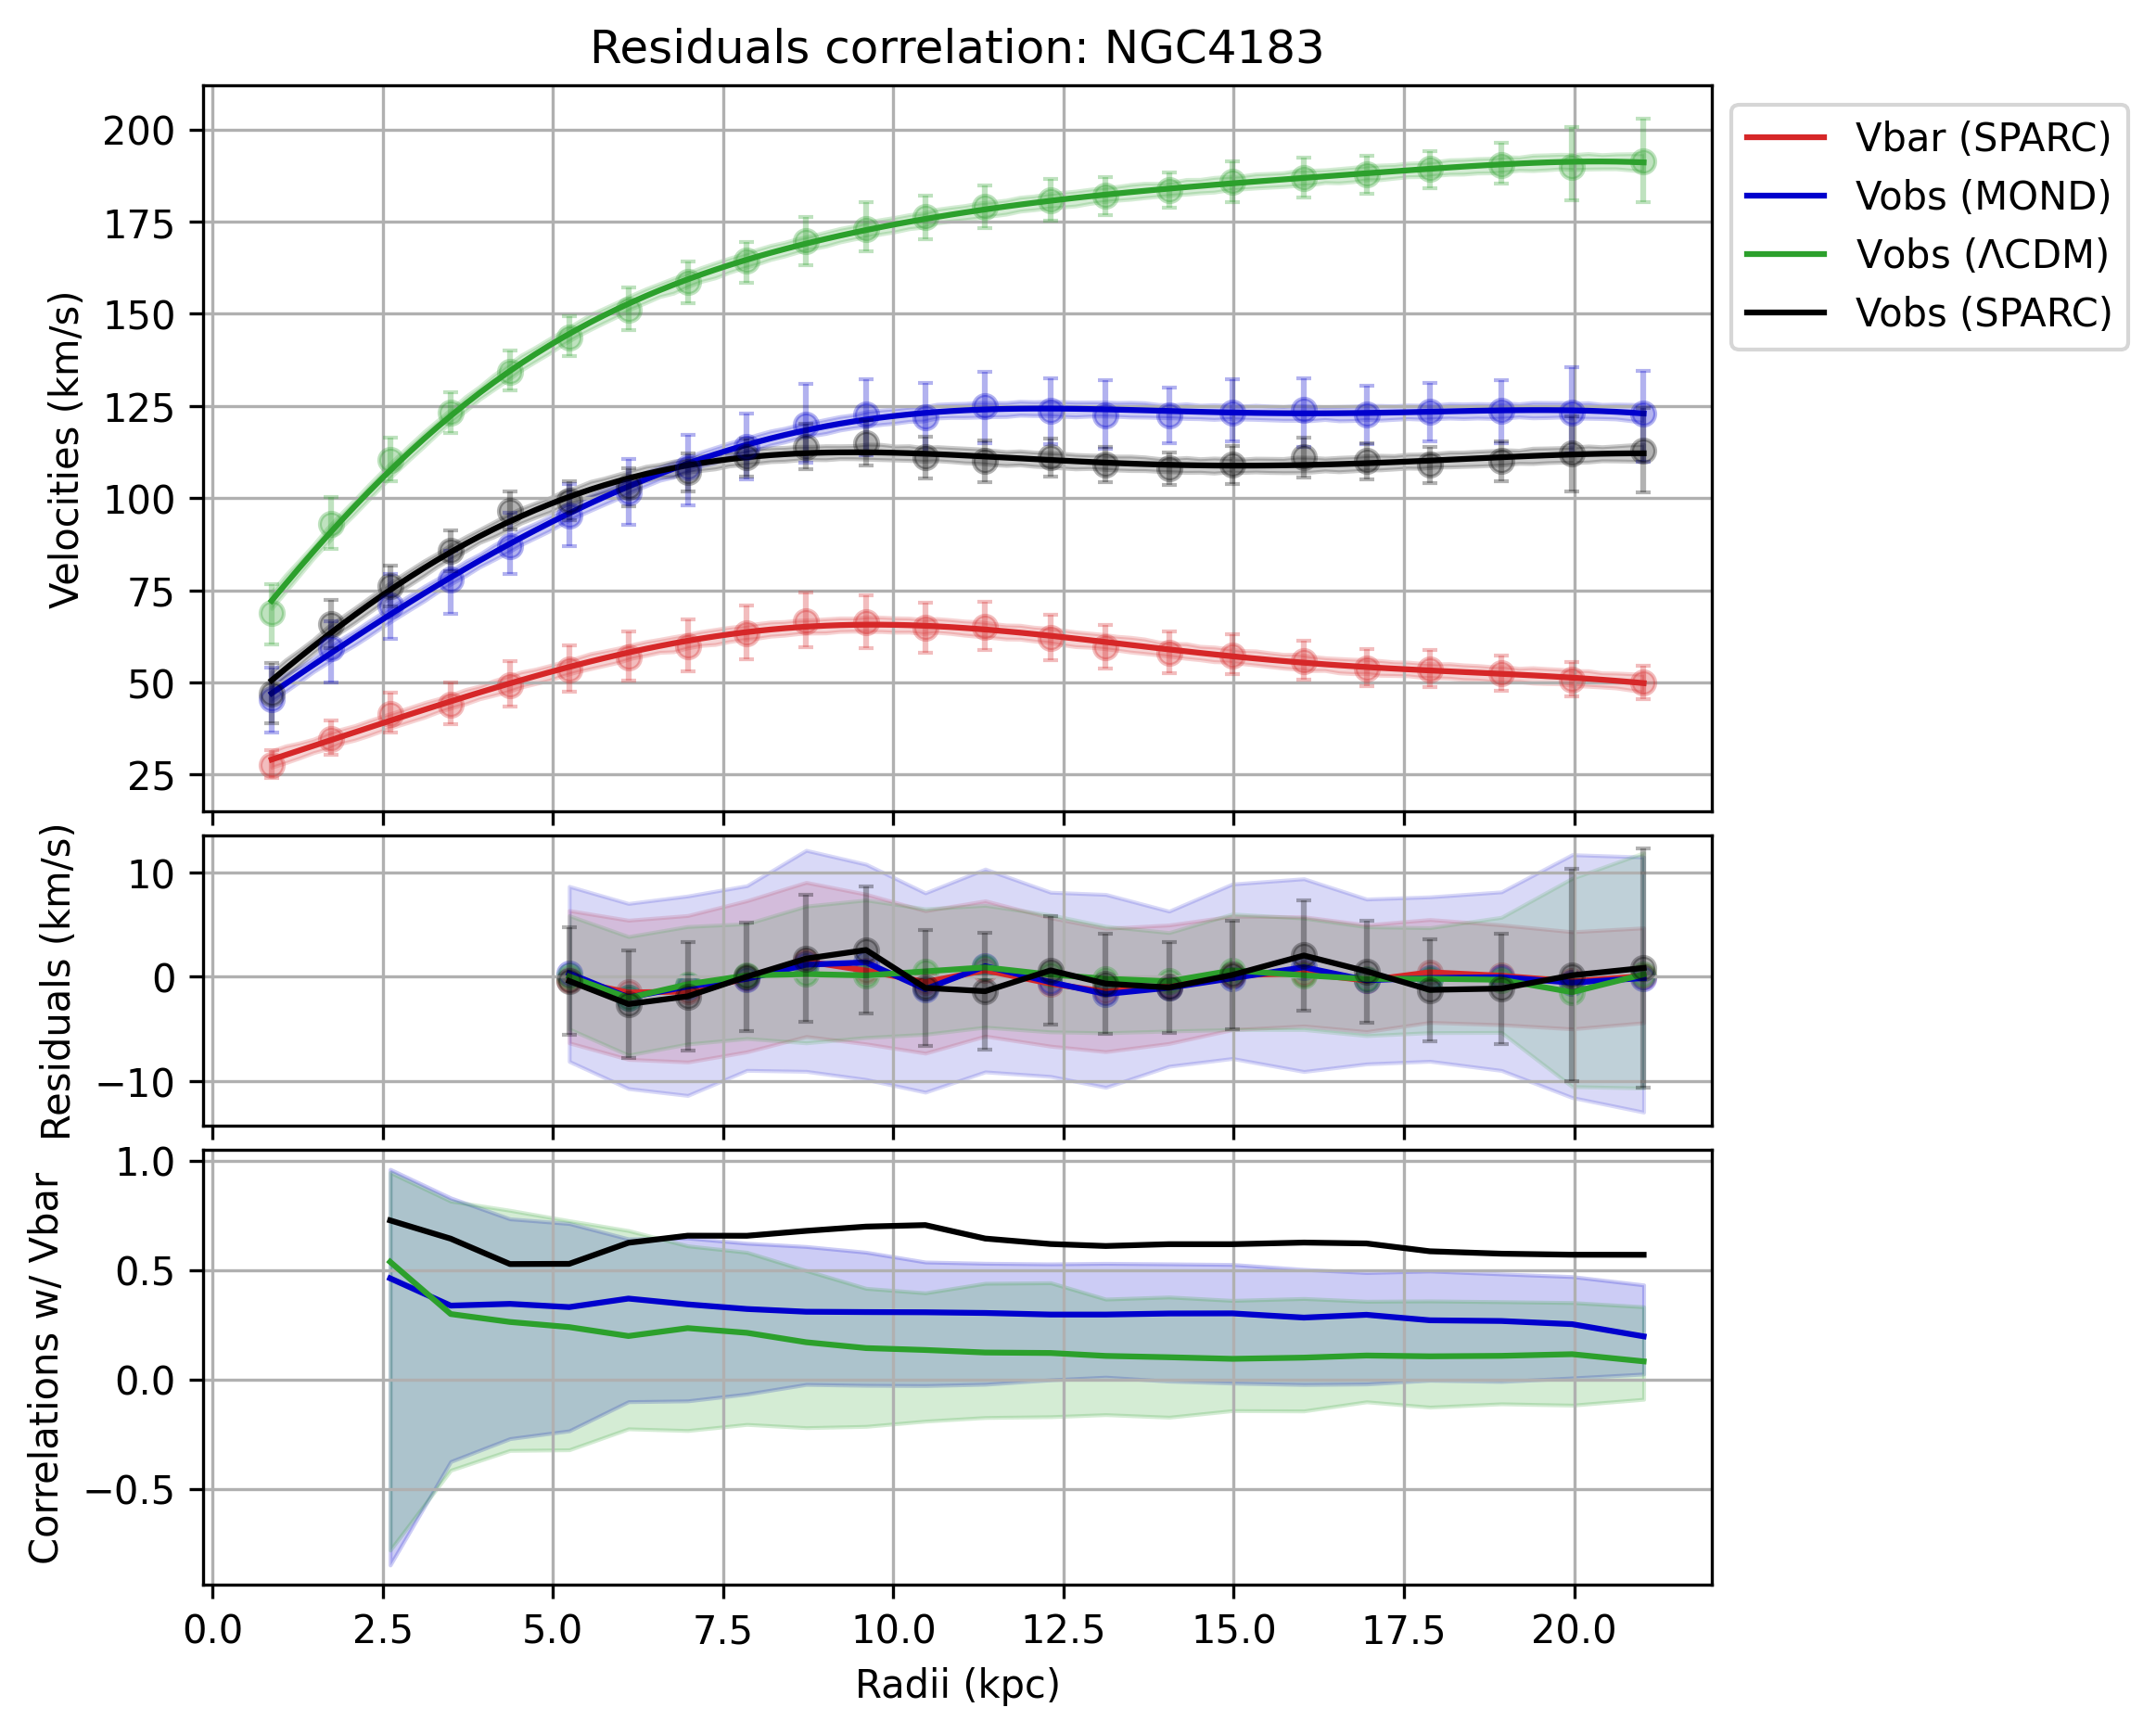 Residuals correlation: NGC4183
Velocities (km/s)
200
175
150
125
100
75
50
25
Vbar (SPARC)
Vobs (MOND)
Vobs (ΛCDM)
Vobs (SPARC)
Residuals (km/s)
10
0
−10
Correlations w/ Vbar
1.0
0.5
0.0
−0.5
0.0 2.5 5.0 7.5 10.0 12.5 15.0 17.5 20.0
Radii (kpc)